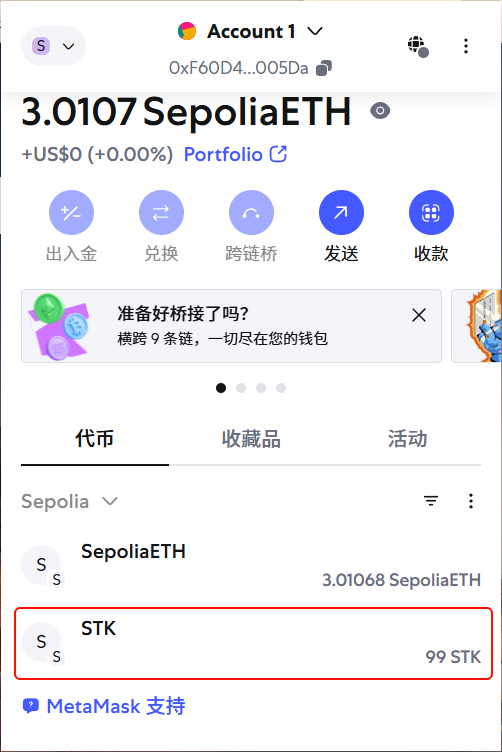 S
Account 1
0xF60D4...005Da
3.0107 SepoliaETH
+US$0 (+0.00%) Portfolio
出入金
兑换
跨链桥
发送
收款
准备好桥接了吗?
横跨 9 条链，一切尽在您的钱包
代币
收藏品
活动
Sepolia
S
S
SepoliaETH
3.01068 SepoliaETH
S
S
STK
99 STK
MetaMask 支持